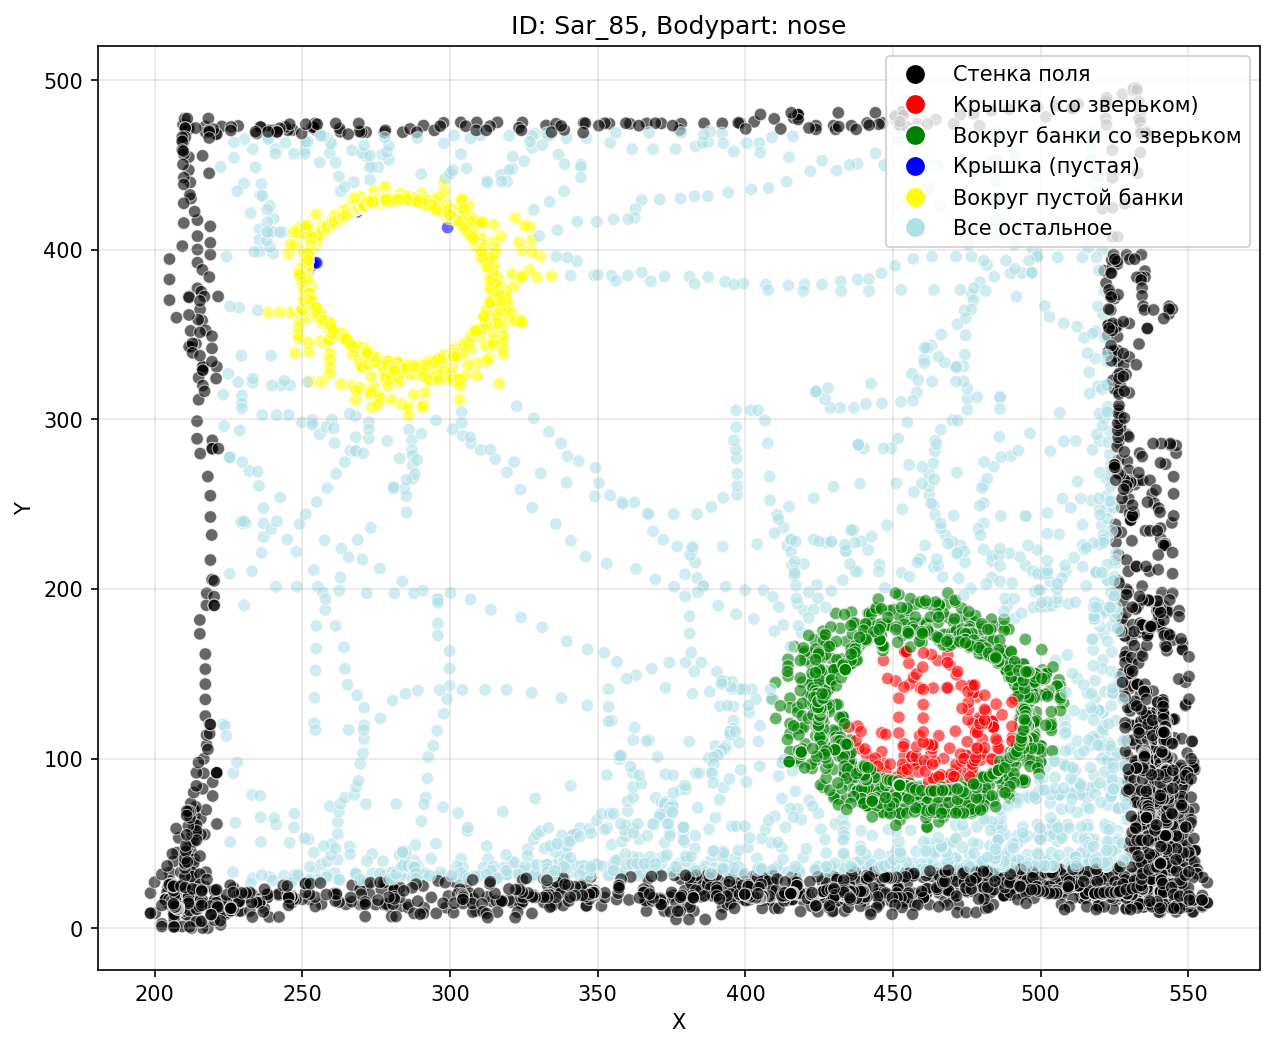 ID: Sar_85, Bodypart: nose
Стенка поля
Крышка (со зверьком)
Вокруг банки со зверьком
Крышка (пустая)
Вокруг пустой банки
Все остальное
500
400
300
200
100
0
Y
200 250 300 350 400 450 500 550
X